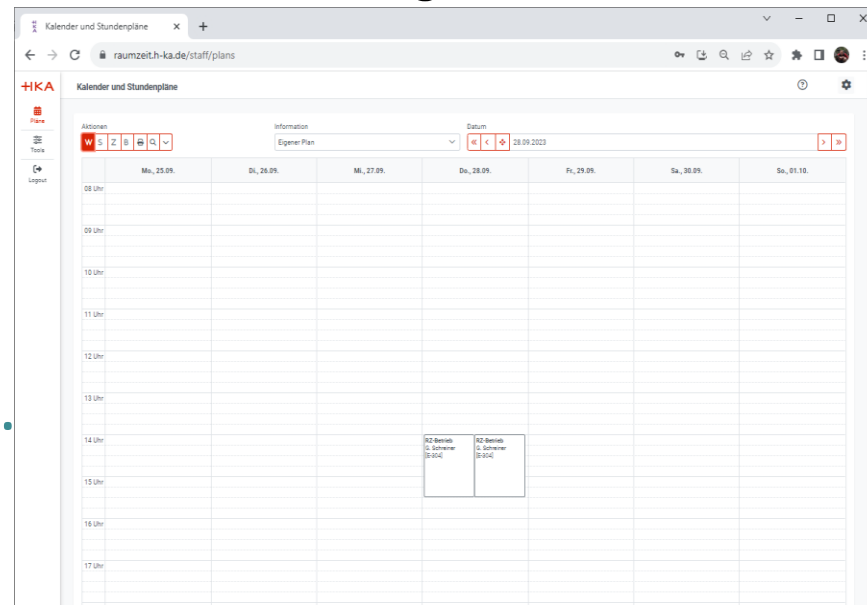 Kalender und Stundenpläne
raumzeit.h-ka.de/staff/plans
HKA
Kalender und Stundenpläne
Pläne
Tools
Logout
Aktionen
Information
Datum
W S Z B
Eigener Plan
28.09.2023
Mo., 25.09.
Di., 26.09.
Mi., 27.09.
Do., 28.09.
Fr., 29.09.
Sa., 30.09.
So., 01.10.
08 Uhr
09 Uhr
10 Uhr
11 Uhr
12 Uhr
13 Uhr
14 Uhr
RZ-Betrieb
G. Schreiner
[E-304]
RZ-Betrieb
G. Schreiner
[E-304]
15 Uhr
16 Uhr
17 Uhr